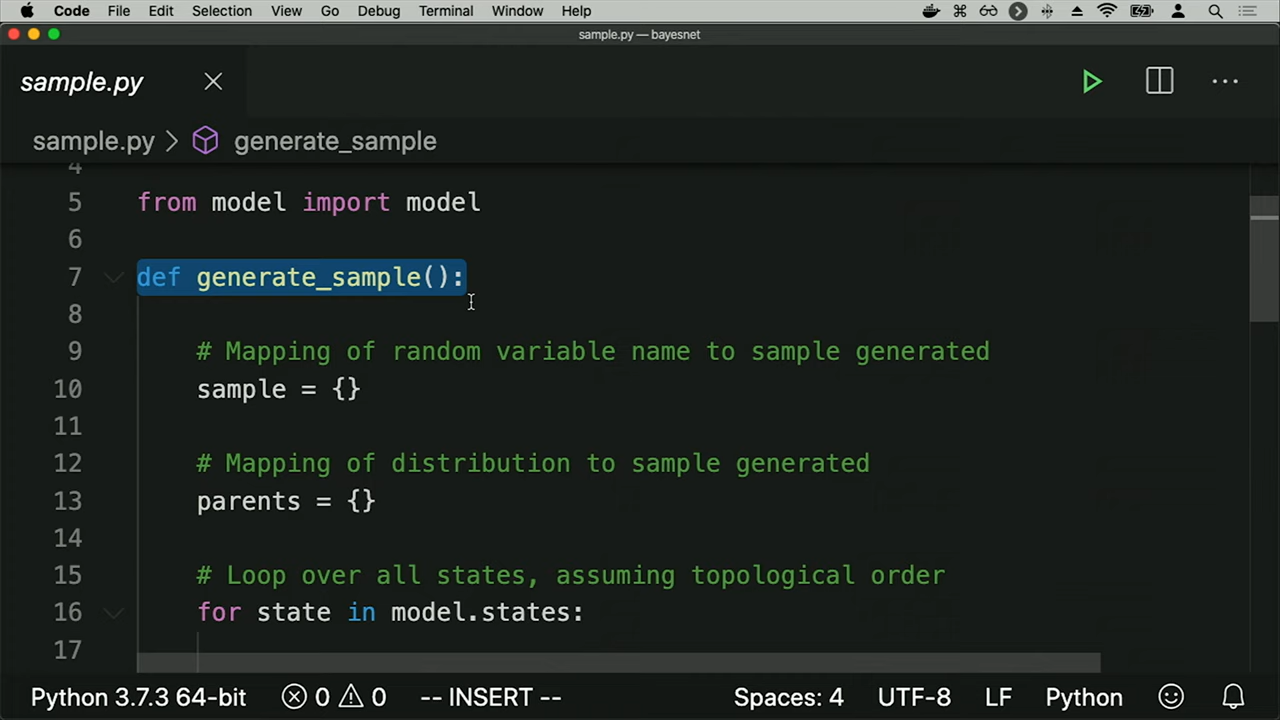 Code File Edit Selection View Go Debug Terminal Window Help
sample.py — bayesnet
sample.py
sample.py > generate_sample
4
5 from model import model
6
7 def generate_sample():
8
9 # Mapping of random variable name to sample generated
10 sample = {}
11
12 # Mapping of distribution to sample generated
13 parents = {}
14
15 # Loop over all states, assuming topological order
16 for state in model.states:
17
Python 3.7.3 64-bit 0 0 -- INSERT -- Spaces: 4 UTF-8 LF Python